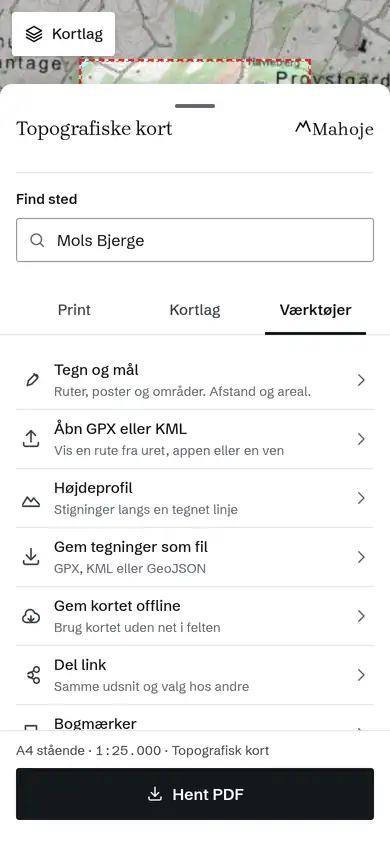 Kortlag
antage
Provstgård
Topografiske kort
Mahoje
Find sted
Mols Bjerge
Print
Kortlag
Værktøjer
Tegn og mål
Ruter, poster og områder. Afstand og areal.
Åbn GPX eller KML
Vis en rute fra uret, appen eller en ven
Højdeprofil
Stigninger langs en tegnet linje
Gem tegninger som fil
GPX, KML eller GeoJSON
Gem kortet offline
Brug kortet uden net i felten
Del link
Samme udsnit og valg hos andre
Bogmærker
A4 stående · 1:25.000 · Topografisk kort
Hent PDF